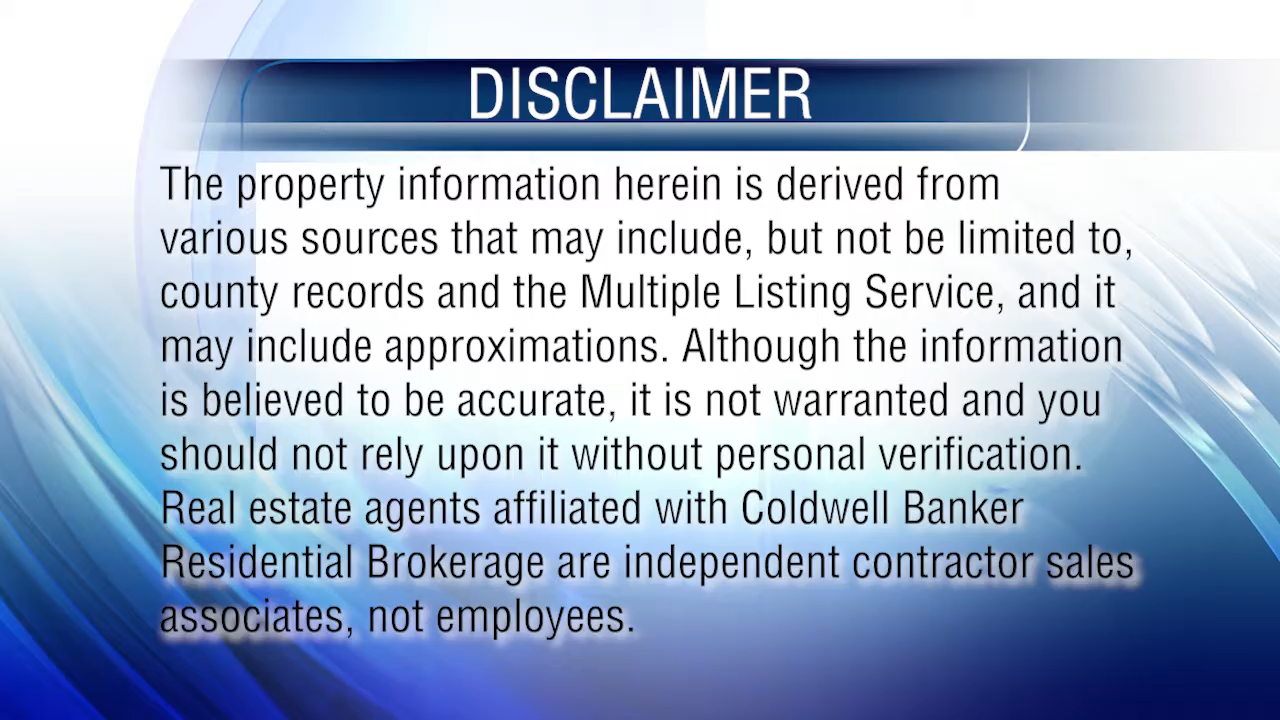 DISCLAIMER
The property information herein is derived from
various sources that may include, but not be limited to,
county records and the Multiple Listing Service, and it
may include approximations. Although the information
is believed to be accurate, it is not warranted and you
should not rely upon it without personal verification.
Real estate agents affiliated with Coldwell Banker
Residential Brokerage are independent contractor sales
associates, not employees.